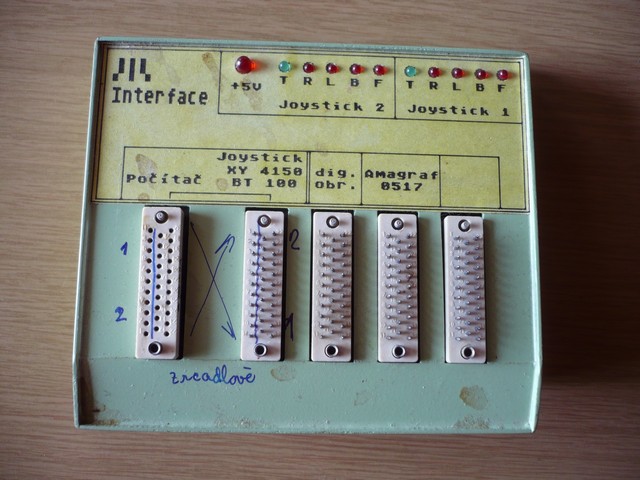 Interface
+5V
T R L B F
T R L B F
Joystick 2
Joystick 1
Počítač
Joystick
XY 4150
BT 100
dig.
obr.
AMagraf
0517
1
2
2
1
zrcadlově